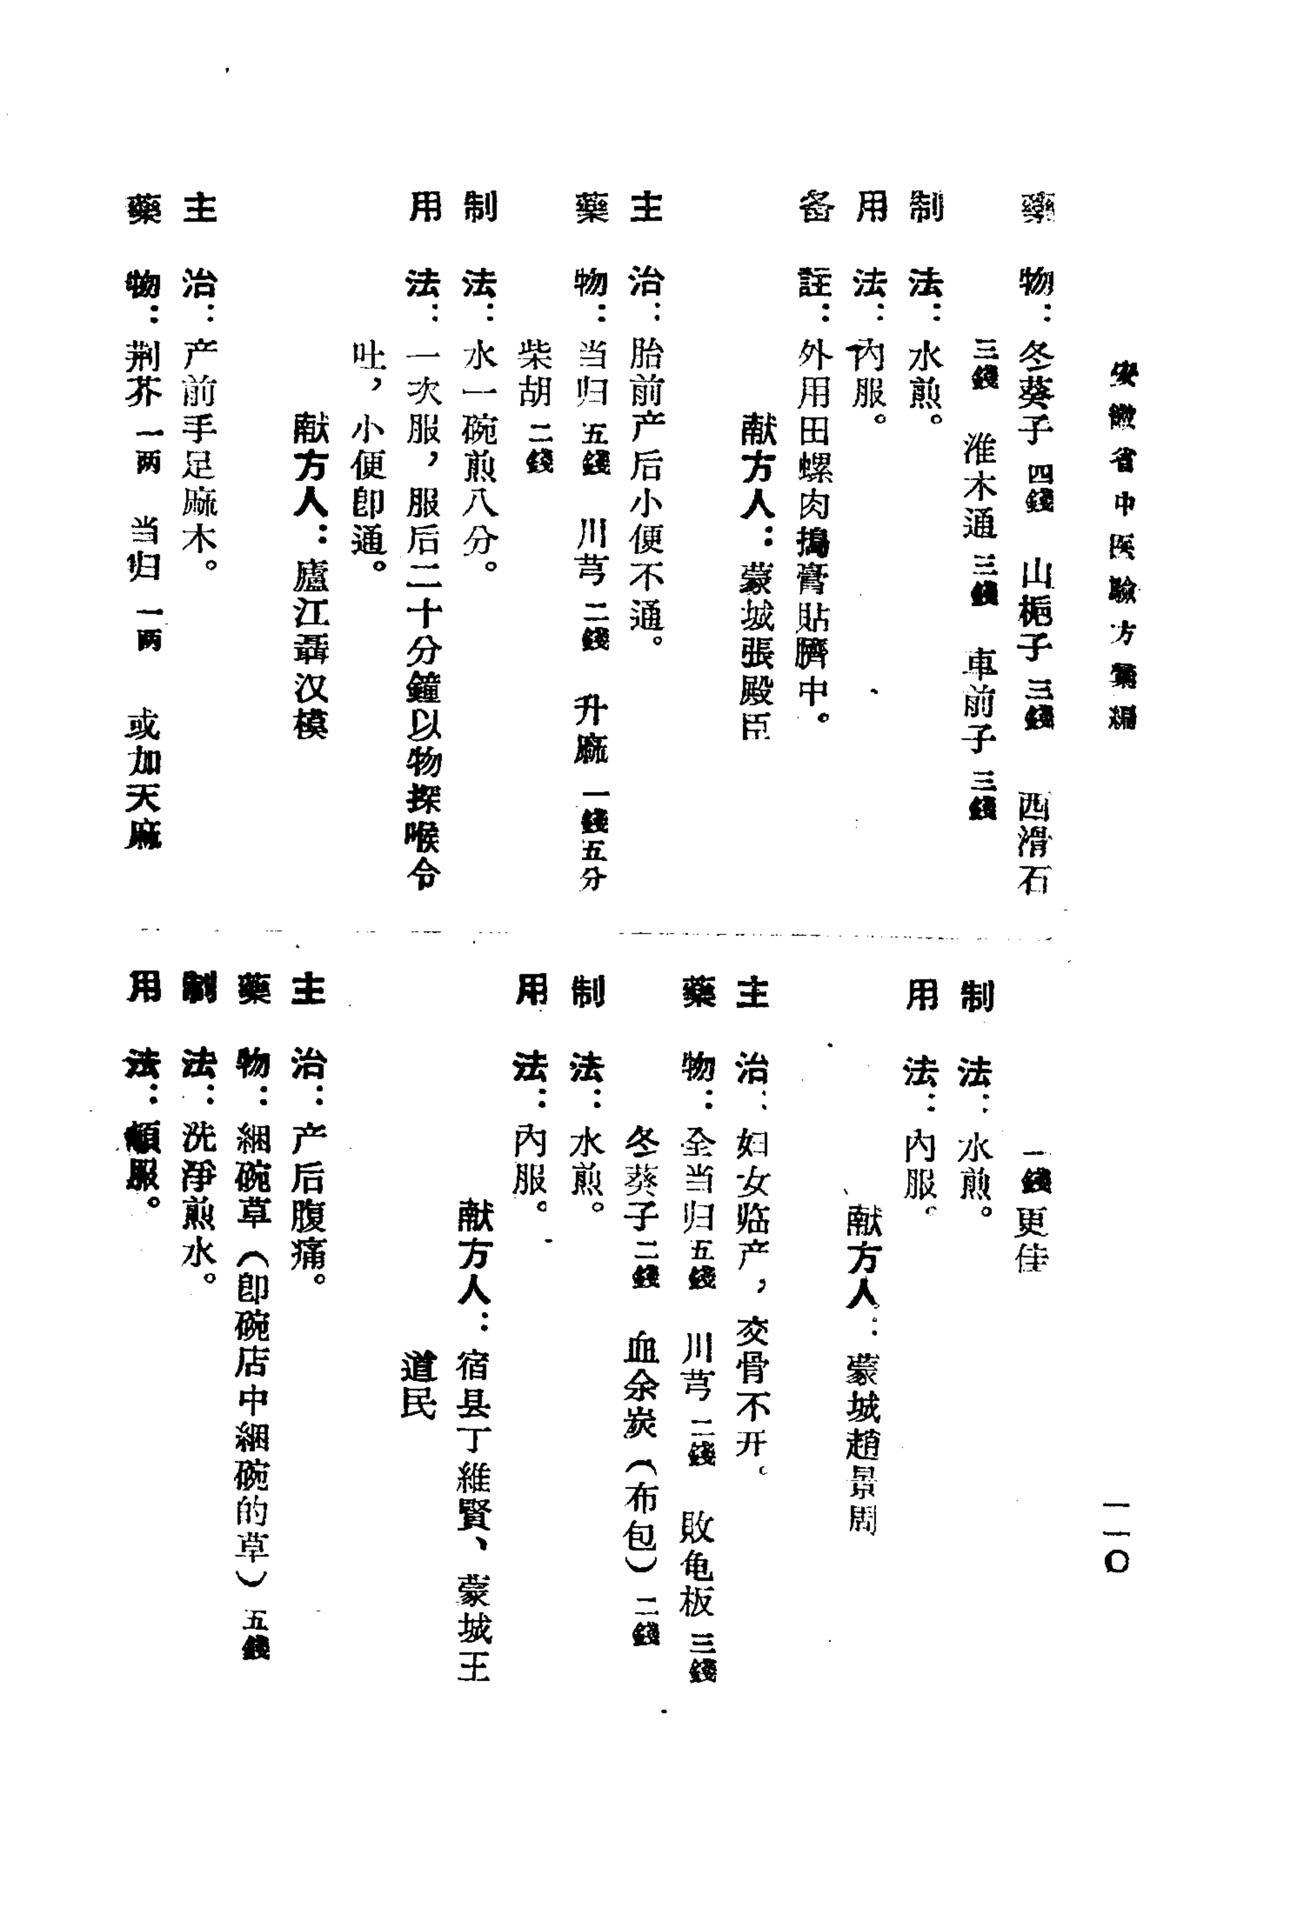 安徽省中医驗方彙編
一一〇
藥　物：冬葵子四錢　山梔子三錢　西滑石
三錢　淮木通三錢　車前子三錢
制　法：水煎。
用　法：內服。
备　註：外用田螺肉搗膏貼臍中。
献方人：蒙城張殿臣
主　治：胎前产后小便不通。
藥　物：当归五錢　川芎二錢　升麻一錢五分
柴胡二錢
制　法：水一碗煎八分。
用　法：一次服，服后二十分鐘以物探喉令
吐，小便卽通。
献方人：廬江聶汉模
主　治：产前手足麻木。
藥　物：荆芥一两　当归一两　或加天麻
一錢更佳
制　法：水煎。
用　法：內服。
献方人：蒙城趙景周
主　治：妇女临产，交骨不开。
藥　物：全当归五錢　川芎二錢　敗龟板三錢
冬葵子二錢　血余炭（布包）二錢
制　法：水煎。
用　法：內服。
献方人：宿县丁維賢、蒙城王
道民
主　治：产后腹痛。
藥　物：綑碗草（卽碗店中綑碗的草）五錢
制　法：洗淨煎水。
用　法：頓服。